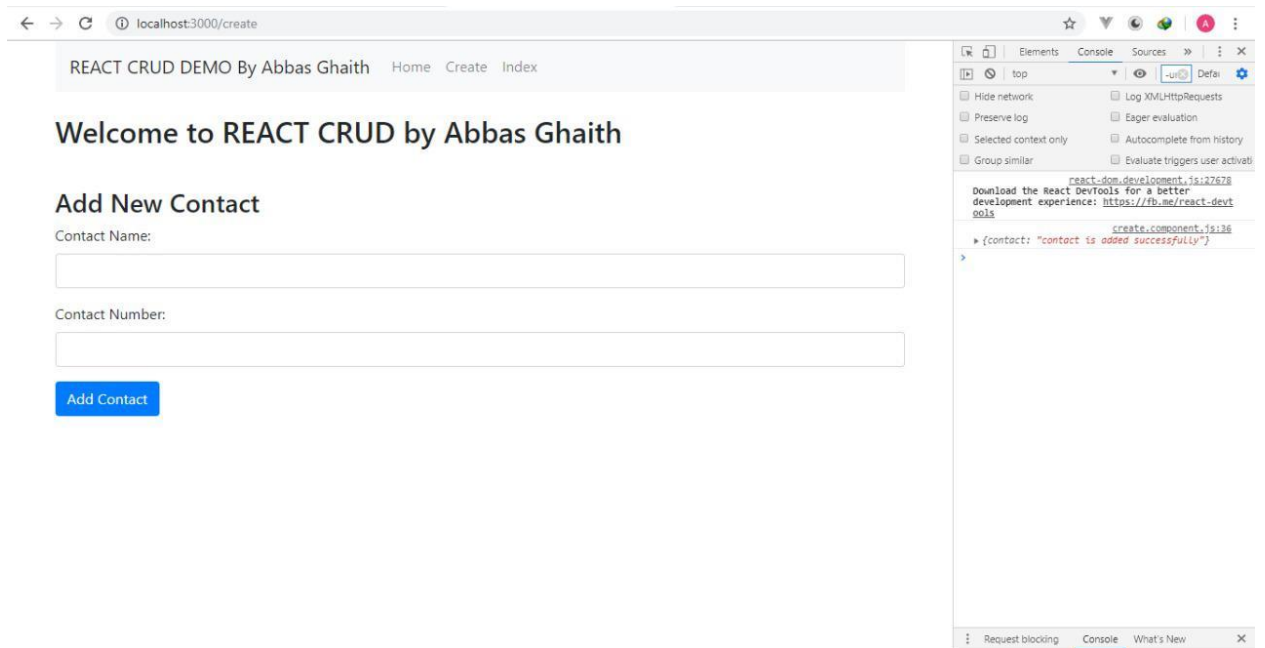 localhost:3000/create
A
REACT CRUD DEMO By Abbas Ghaith Home Create Index
Welcome to REACT CRUD by Abbas Ghaith
Add New Contact
Contact Name:
Contact Number:
Add Contact
Elements Console Sources »
top -ur Defau
Hide network Log XMLHttpRequests
Preserve log Eager evaluation
Selected context only Autocomplete from history
Group similar Evaluate triggers user activati
react-dom.development.js:27678
Download the React DevTools for a better
development experience: https://fb.me/react-devt
ools
create.component.js:36
{contact: "contact is added successfully"}
Request blocking Console What's New